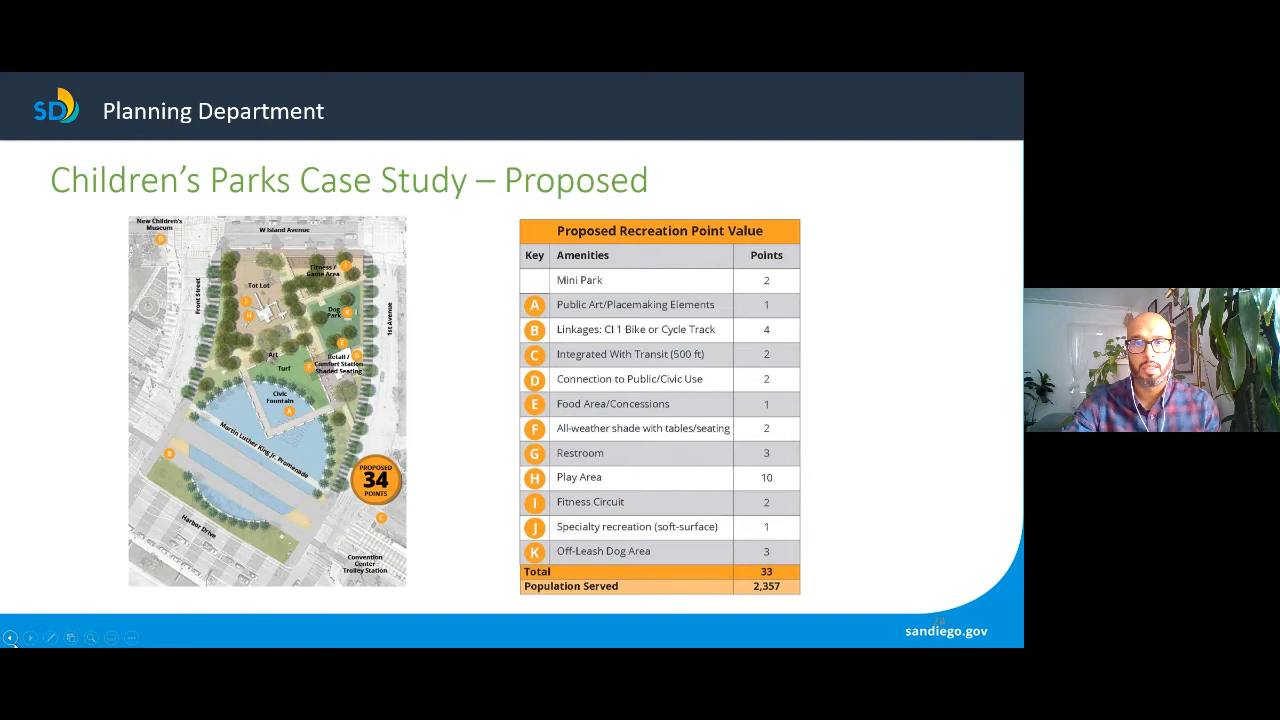 SD
Planning Department
Children's Parks Case Study – Proposed
New Children's
Museum
D
W Island Avenue
Front Street
1st Avenue
Fitness /
Game Area
I
Tot Lot
J
H
Dog
Park
K
E
Art
Turf
F
Retail /
Comfort Station
Shaded Seating
G
Civic
Fountain
A
Martin Luther King Jr. Promenade
B
PROPOSED
34
POINTS
C
Harbor Drive
Convention
Center
Trolley Station
Proposed Recreation Point Value
Key Amenities Points
Mini Park 2
A Public Art/Placemaking Elements 1
B Linkages: Cl 1 Bike or Cycle Track 4
C Integrated With Transit (500 ft) 2
D Connection to Public/Civic Use 2
E Food Area/Concessions 1
F All-weather shade with tables/seating 2
G Restroom 3
H Play Area 10
I Fitness Circuit 2
J Specialty recreation (soft-surface) 1
K Off-Leash Dog Area 3
Total 33
Population Served 2,357
24
sandiego.gov